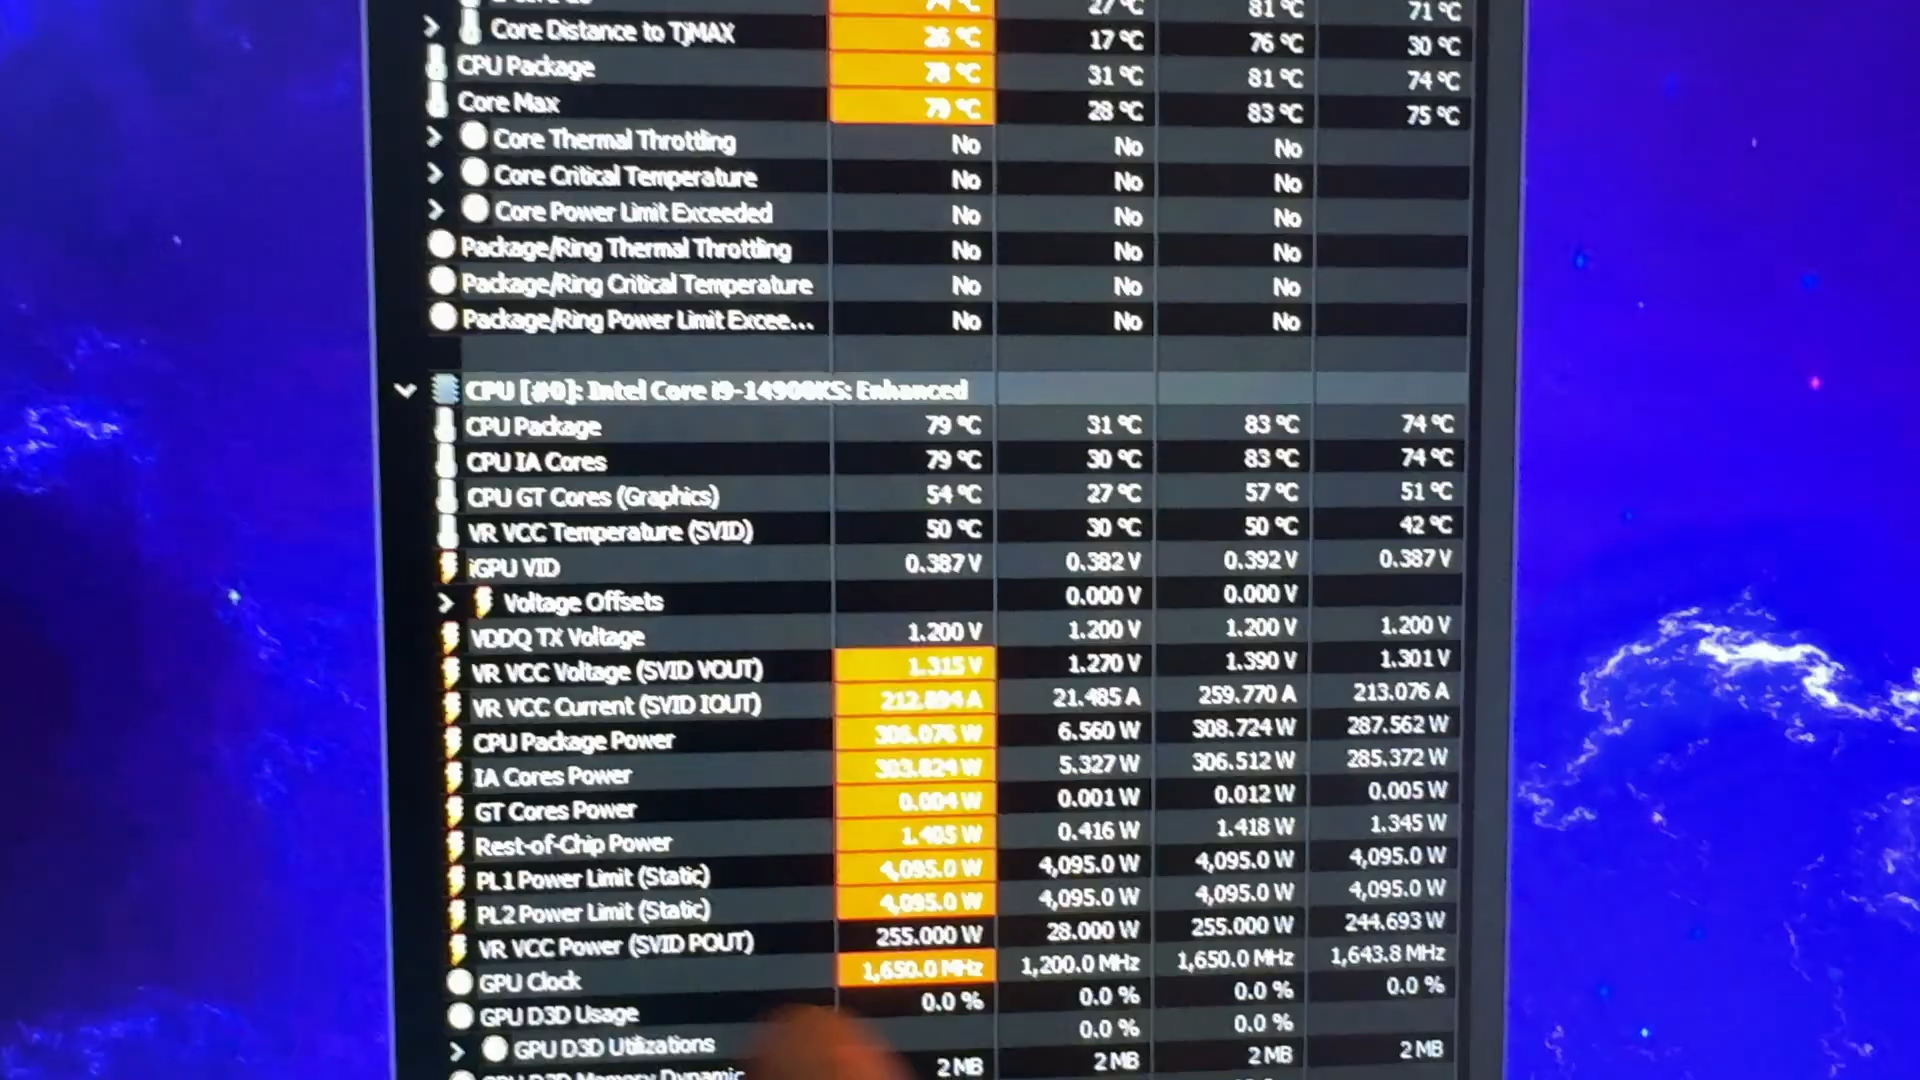 27 °C 81 °C 71 °C
Core Distance to TjMAX 26 °C 17 °C 76 °C 30 °C
CPU Package 78 °C 31 °C 81 °C 74 °C
Core Max 79 °C 28 °C 83 °C 75 °C
Core Thermal Throttling No No No
Core Critical Temperature No No No
Core Power Limit Exceeded No No No
Package/Ring Thermal Throttling No No No
Package/Ring Critical Temperature No No No
Package/Ring Power Limit Excee... No No No
CPU [#0]: Intel Core i9-14900KS: Enhanced
CPU Package 79 °C 31 °C 83 °C 74 °C
CPU IA Cores 79 °C 30 °C 83 °C 74 °C
CPU GT Cores (Graphics) 54 °C 27 °C 57 °C 51 °C
VR VCC Temperature (SVID) 50 °C 30 °C 50 °C 42 °C
iGPU VID 0.387 V 0.382 V 0.392 V 0.387 V
Voltage Offsets 0.000 V 0.000 V
VDDQ TX Voltage 1.200 V 1.200 V 1.200 V 1.200 V
VR VCC Voltage (SVID VOUT) 1.315 V 1.270 V 1.390 V 1.301 V
VR VCC Current (SVID IOUT) 212.894 A 21.485 A 259.770 A 213.076 A
CPU Package Power 306.076 W 6.560 W 308.724 W 287.562 W
IA Cores Power 303.824 W 5.327 W 306.512 W 285.372 W
GT Cores Power 0.004 W 0.001 W 0.012 W 0.005 W
Rest-of-Chip Power 1.405 W 0.416 W 1.418 W 1.345 W
PL1 Power Limit (Static) 4,095.0 W 4,095.0 W 4,095.0 W 4,095.0 W
PL2 Power Limit (Static) 4,095.0 W 4,095.0 W 4,095.0 W 4,095.0 W
VR VCC Power (SVID POUT) 255.000 W 28.000 W 255.000 W 244.693 W
GPU Clock 1,650.0 MHz 1,200.0 MHz 1,650.0 MHz 1,643.8 MHz
GPU D3D Usage 0.0 % 0.0 % 0.0 % 0.0 %
GPU D3D Utilizations 0.0 % 0.0 %
GPU D3D Memory Dynamic 2 MB 2 MB 2 MB 2 MB